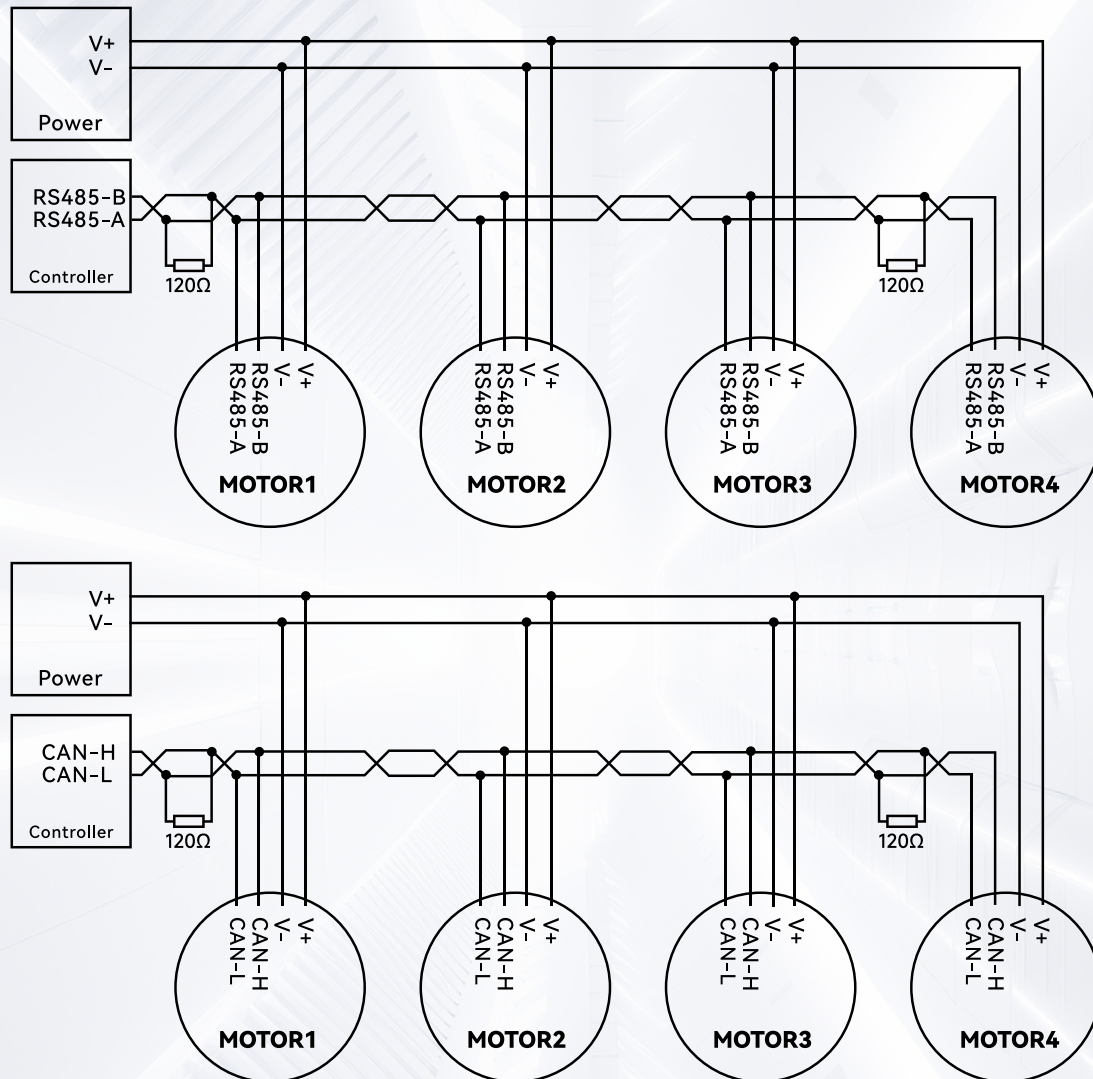 V+
V-
Power
RS485-B
RS485-A
Controller
120Ω
120Ω
RS485-A
RS485-B
V-
V+
MOTOR1
RS485-A
RS485-B
V-
V+
MOTOR2
RS485-A
RS485-B
V-
V+
MOTOR3
RS485-A
RS485-B
V-
V+
MOTOR4
V+
V-
Power
CAN-H
CAN-L
Controller
120Ω
120Ω
CAN-L
CAN-H
V-
V+
MOTOR1
CAN-L
CAN-H
V-
V+
MOTOR2
CAN-L
CAN-H
V-
V+
MOTOR3
CAN-L
CAN-H
V-
V+
MOTOR4